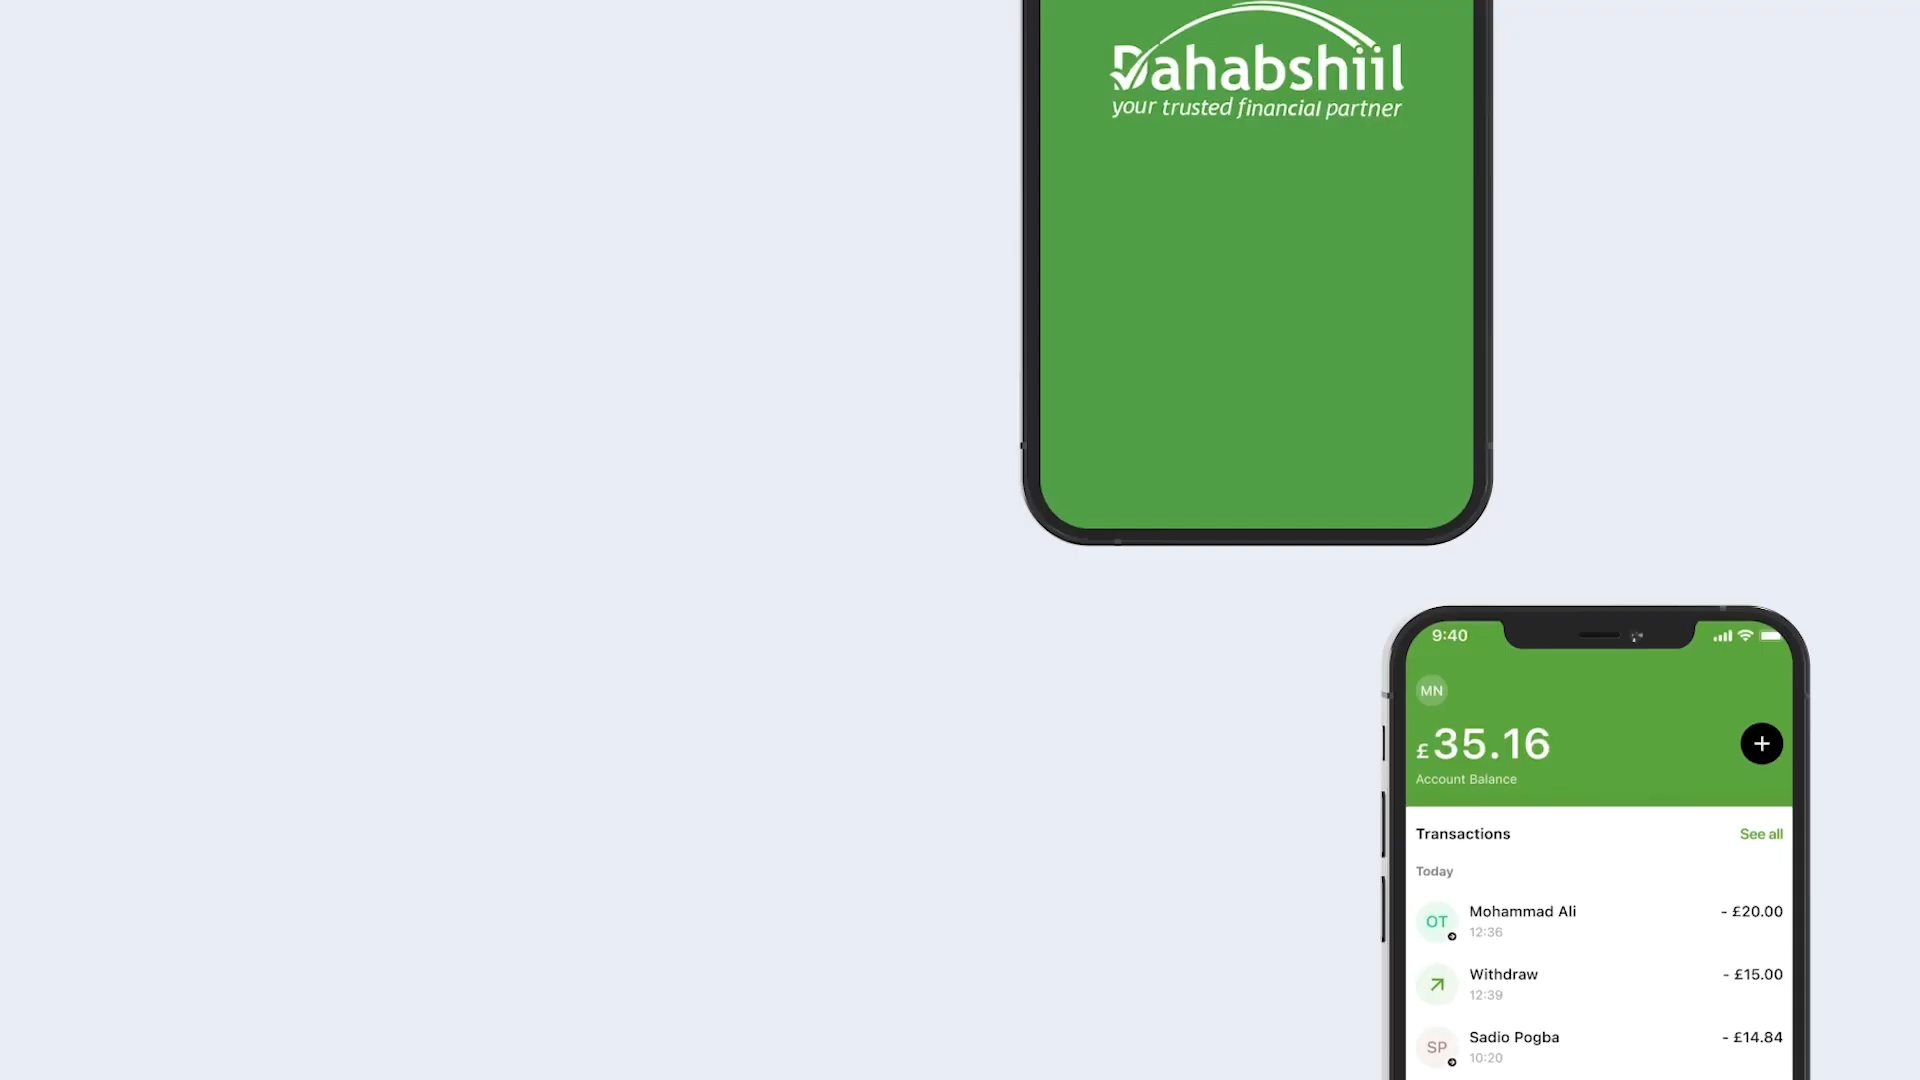 Dahabshiil
your trusted financial partner
9:40
MN
£35.16
Account Balance
Transactions
See all
Today
OT
Mohammad Ali
- £20.00
12:36
Withdraw
- £15.00
12:39
SP
Sadio Pogba
- £14.84
10:20